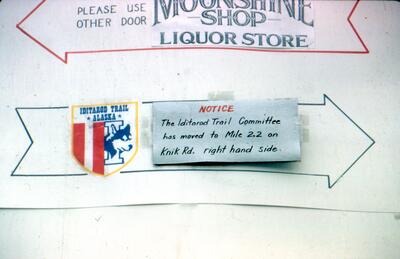 PLEASE USE
OTHER DOOR
MOONSHINE
SHOP
LIQUOR STORE
IDITAROD TRAIL
ALASKA
NOTICE
The Iditarod Trail Committee
has moved to Mile 2.2 on
Knik Rd. right hand side.